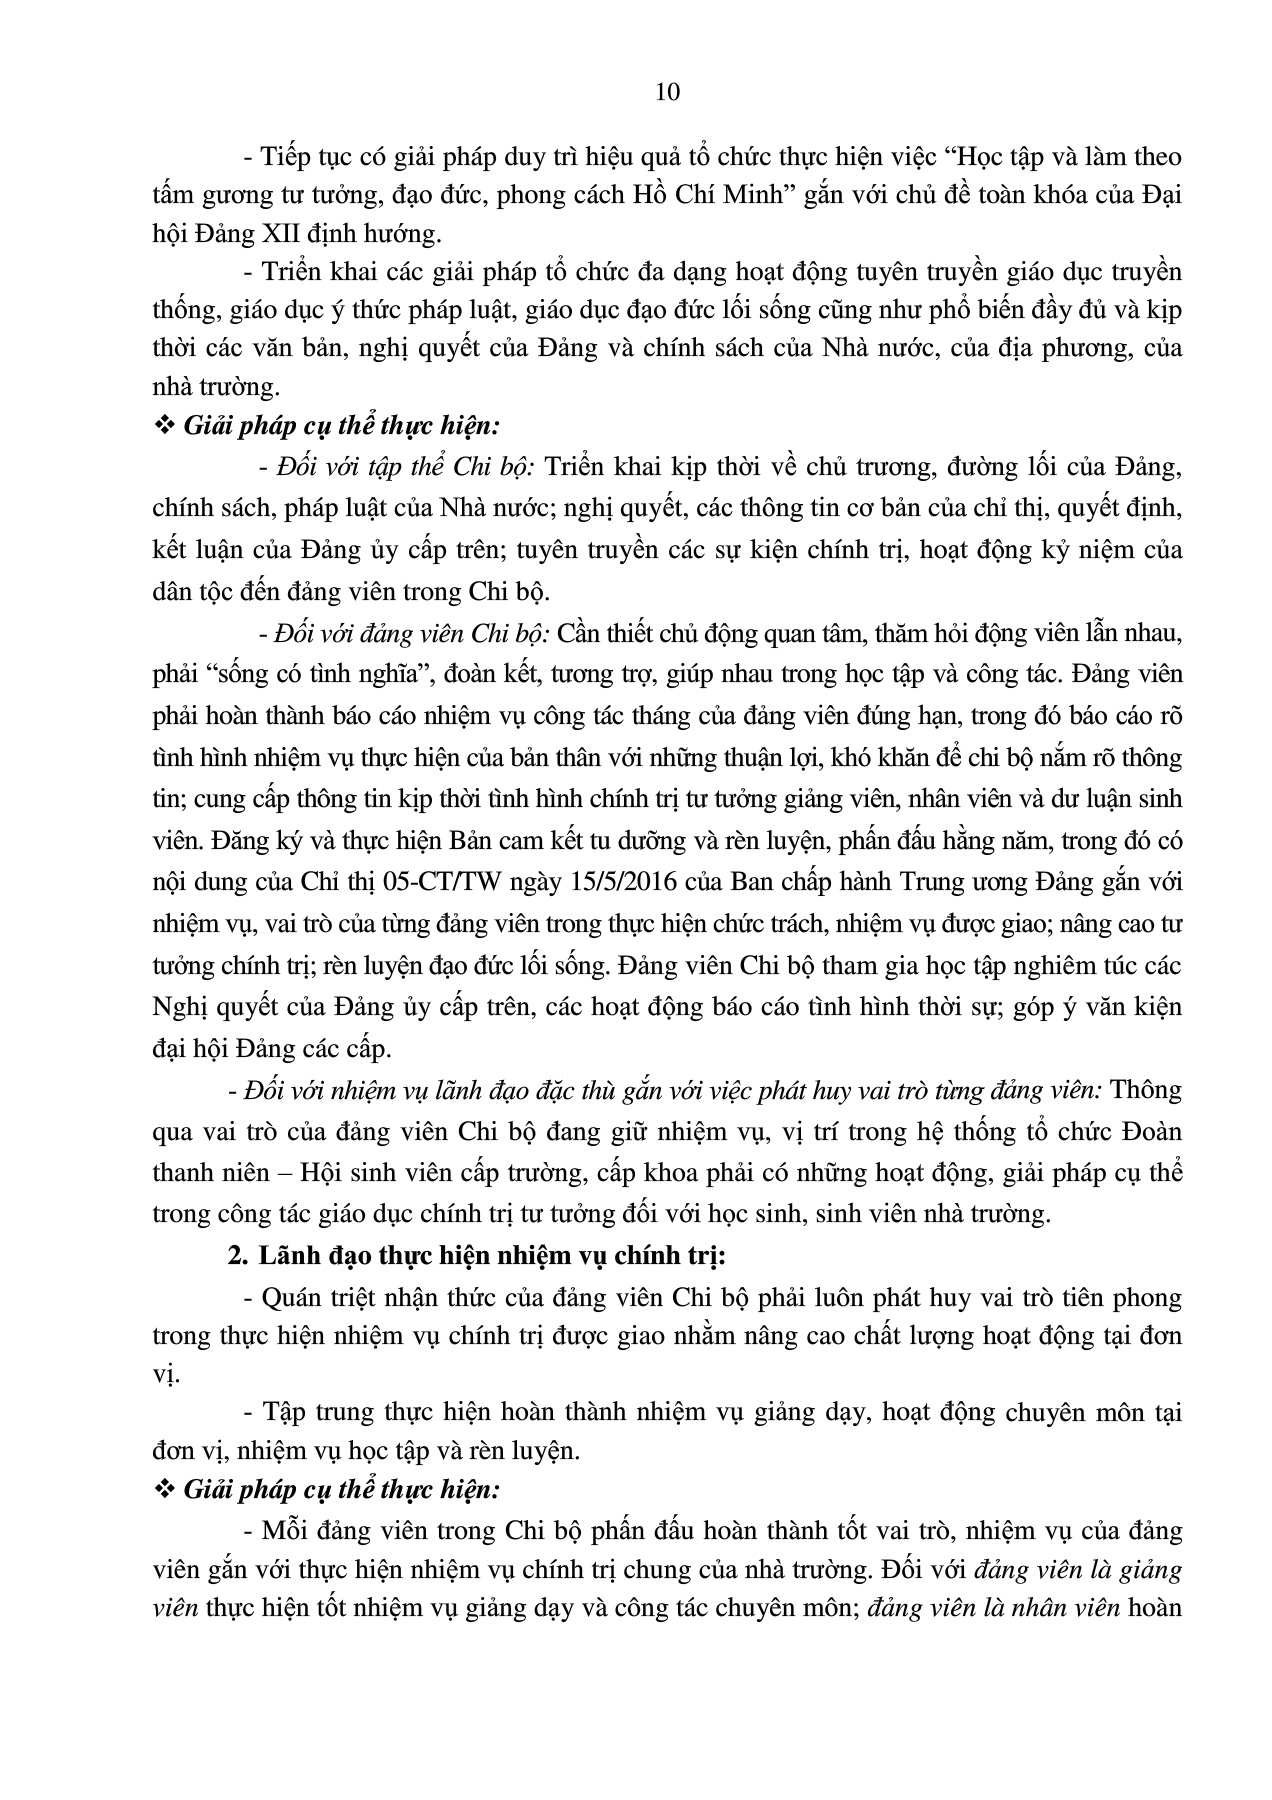 10
- Tiếp tục có giải pháp duy trì hiệu quả tổ chức thực hiện việc “Học tập và làm theo
tấm gương tư tưởng, đạo đức, phong cách Hồ Chí Minh” gắn với chủ đề toàn khóa của Đại
hội Đảng XII định hướng.
- Triển khai các giải pháp tổ chức đa dạng hoạt động tuyên truyền giáo dục truyền
thống, giáo dục ý thức pháp luật, giáo dục đạo đức lối sống cũng như phổ biến đầy đủ và kịp
thời các văn bản, nghị quyết của Đảng và chính sách của Nhà nước, của địa phương, của
nhà trường.
❖ Giải pháp cụ thể thực hiện:
- Đối với tập thể Chi bộ: Triển khai kịp thời về chủ trương, đường lối của Đảng,
chính sách, pháp luật của Nhà nước; nghị quyết, các thông tin cơ bản của chỉ thị, quyết định,
kết luận của Đảng ủy cấp trên; tuyên truyền các sự kiện chính trị, hoạt động kỷ niệm của
dân tộc đến đảng viên trong Chi bộ.
- Đối với đảng viên Chi bộ: Cần thiết chủ động quan tâm, thăm hỏi động viên lẫn nhau,
phải “sống có tình nghĩa”, đoàn kết, tương trợ, giúp nhau trong học tập và công tác. Đảng viên
phải hoàn thành báo cáo nhiệm vụ công tác tháng của đảng viên đúng hạn, trong đó báo cáo rõ
tình hình nhiệm vụ thực hiện của bản thân với những thuận lợi, khó khăn để chi bộ nắm rõ thông
tin; cung cấp thông tin kịp thời tình hình chính trị tư tưởng giảng viên, nhân viên và dư luận sinh
viên. Đăng ký và thực hiện Bản cam kết tu dưỡng và rèn luyện, phấn đấu hằng năm, trong đó có
nội dung của Chỉ thị 05-CT/TW ngày 15/5/2016 của Ban chấp hành Trung ương Đảng gắn với
nhiệm vụ, vai trò của từng đảng viên trong thực hiện chức trách, nhiệm vụ được giao; nâng cao tư
tưởng chính trị; rèn luyện đạo đức lối sống. Đảng viên Chi bộ tham gia học tập nghiêm túc các
Nghị quyết của Đảng ủy cấp trên, các hoạt động báo cáo tình hình thời sự; góp ý văn kiện
đại hội Đảng các cấp.
- Đối với nhiệm vụ lãnh đạo đặc thù gắn với việc phát huy vai trò từng đảng viên: Thông
qua vai trò của đảng viên Chi bộ đang giữ nhiệm vụ, vị trí trong hệ thống tổ chức Đoàn
thanh niên – Hội sinh viên cấp trường, cấp khoa phải có những hoạt động, giải pháp cụ thể
trong công tác giáo dục chính trị tư tưởng đối với học sinh, sinh viên nhà trường.
2. Lãnh đạo thực hiện nhiệm vụ chính trị:
- Quán triệt nhận thức của đảng viên Chi bộ phải luôn phát huy vai trò tiên phong
trong thực hiện nhiệm vụ chính trị được giao nhằm nâng cao chất lượng hoạt động tại đơn
vị.
- Tập trung thực hiện hoàn thành nhiệm vụ giảng dạy, hoạt động chuyên môn tại
đơn vị, nhiệm vụ học tập và rèn luyện.
❖ Giải pháp cụ thể thực hiện:
- Mỗi đảng viên trong Chi bộ phấn đấu hoàn thành tốt vai trò, nhiệm vụ của đảng
viên gắn với thực hiện nhiệm vụ chính trị chung của nhà trường. Đối với đảng viên là giảng
viên thực hiện tốt nhiệm vụ giảng dạy và công tác chuyên môn; đảng viên là nhân viên hoàn